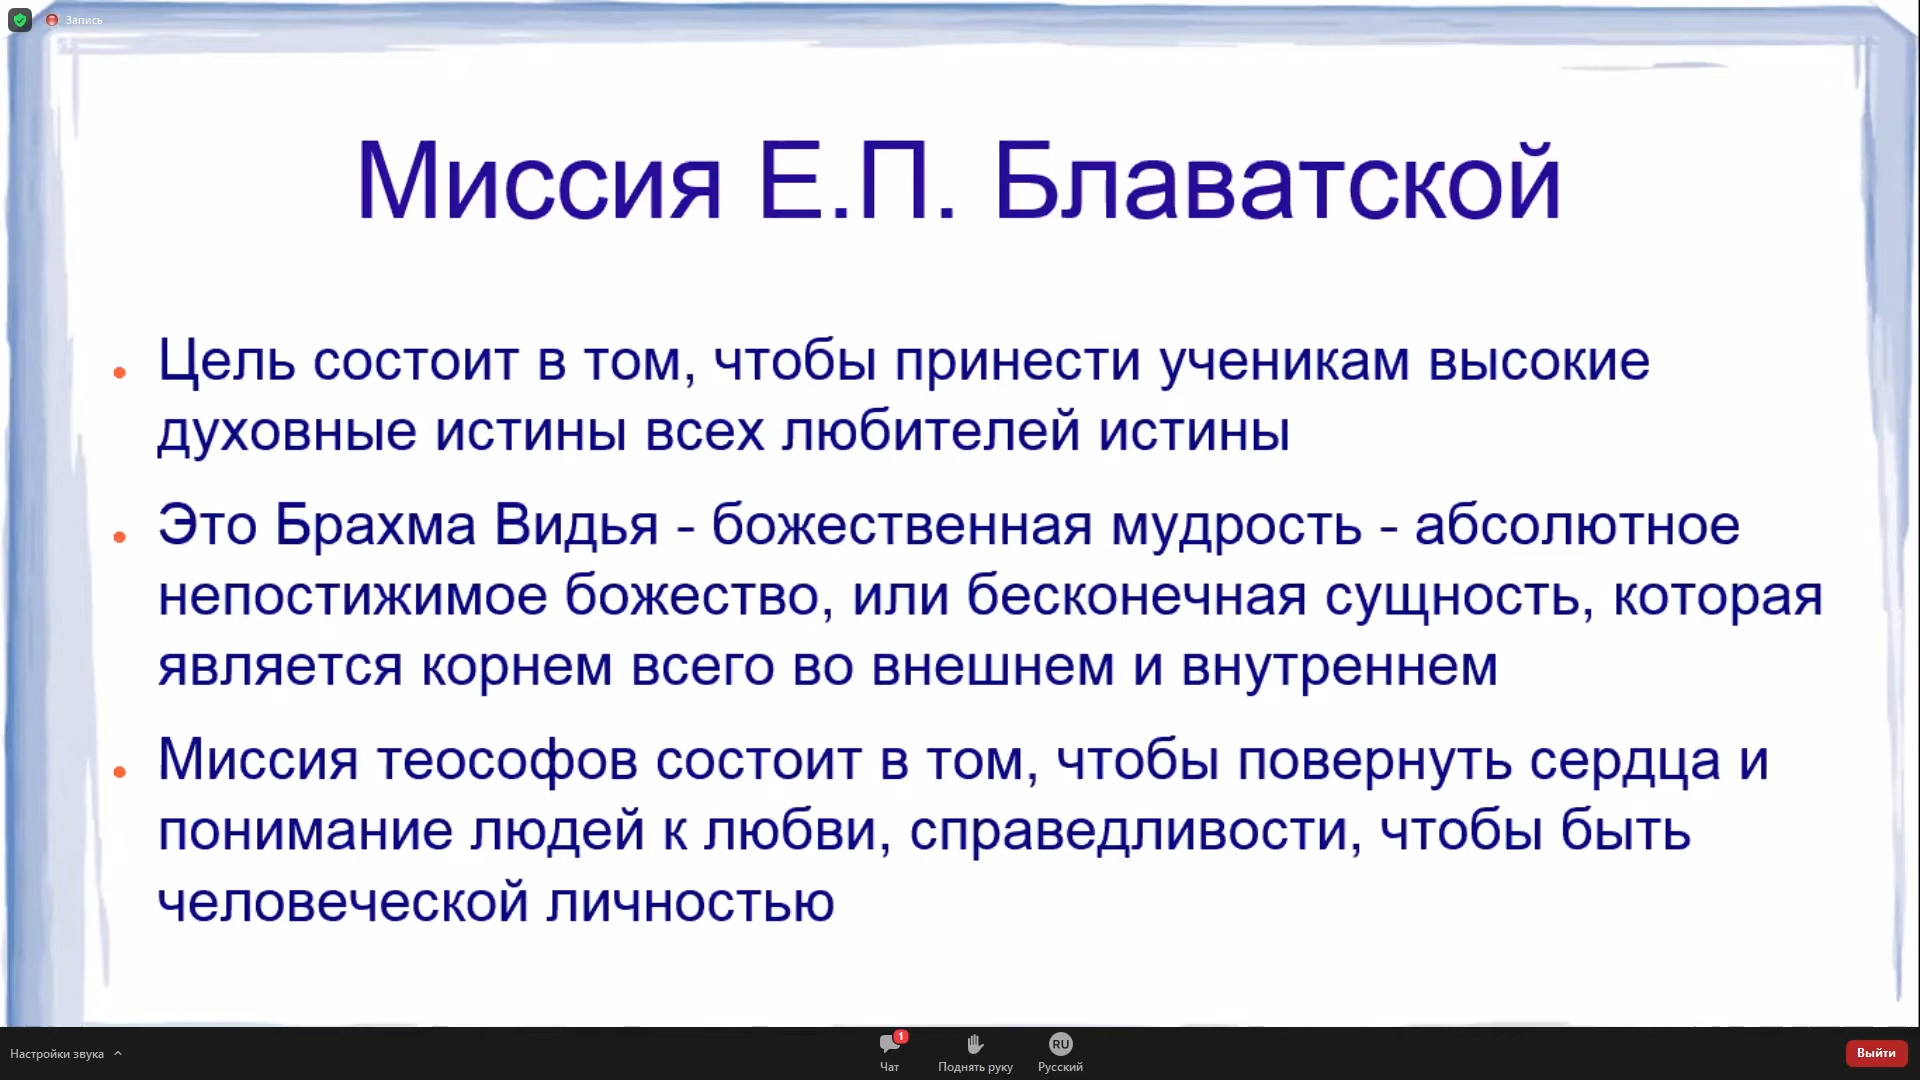 Запись
Миссия Е.П. Блаватской
Цель состоит в том, чтобы принести ученикам высокие
духовные истины всех любителей истины
Это Брахма Видья - божественная мудрость - абсолютное
непостижимое божество, или бесконечная сущность, которая
является корнем всего во внешнем и внутреннем
Миссия теософов состоит в том, чтобы повернуть сердца и
понимание людей к любви, справедливости, чтобы быть
человеческой личностью
1
RU
Настройки звука
Чат
Поднять руку
Русский
Выйти